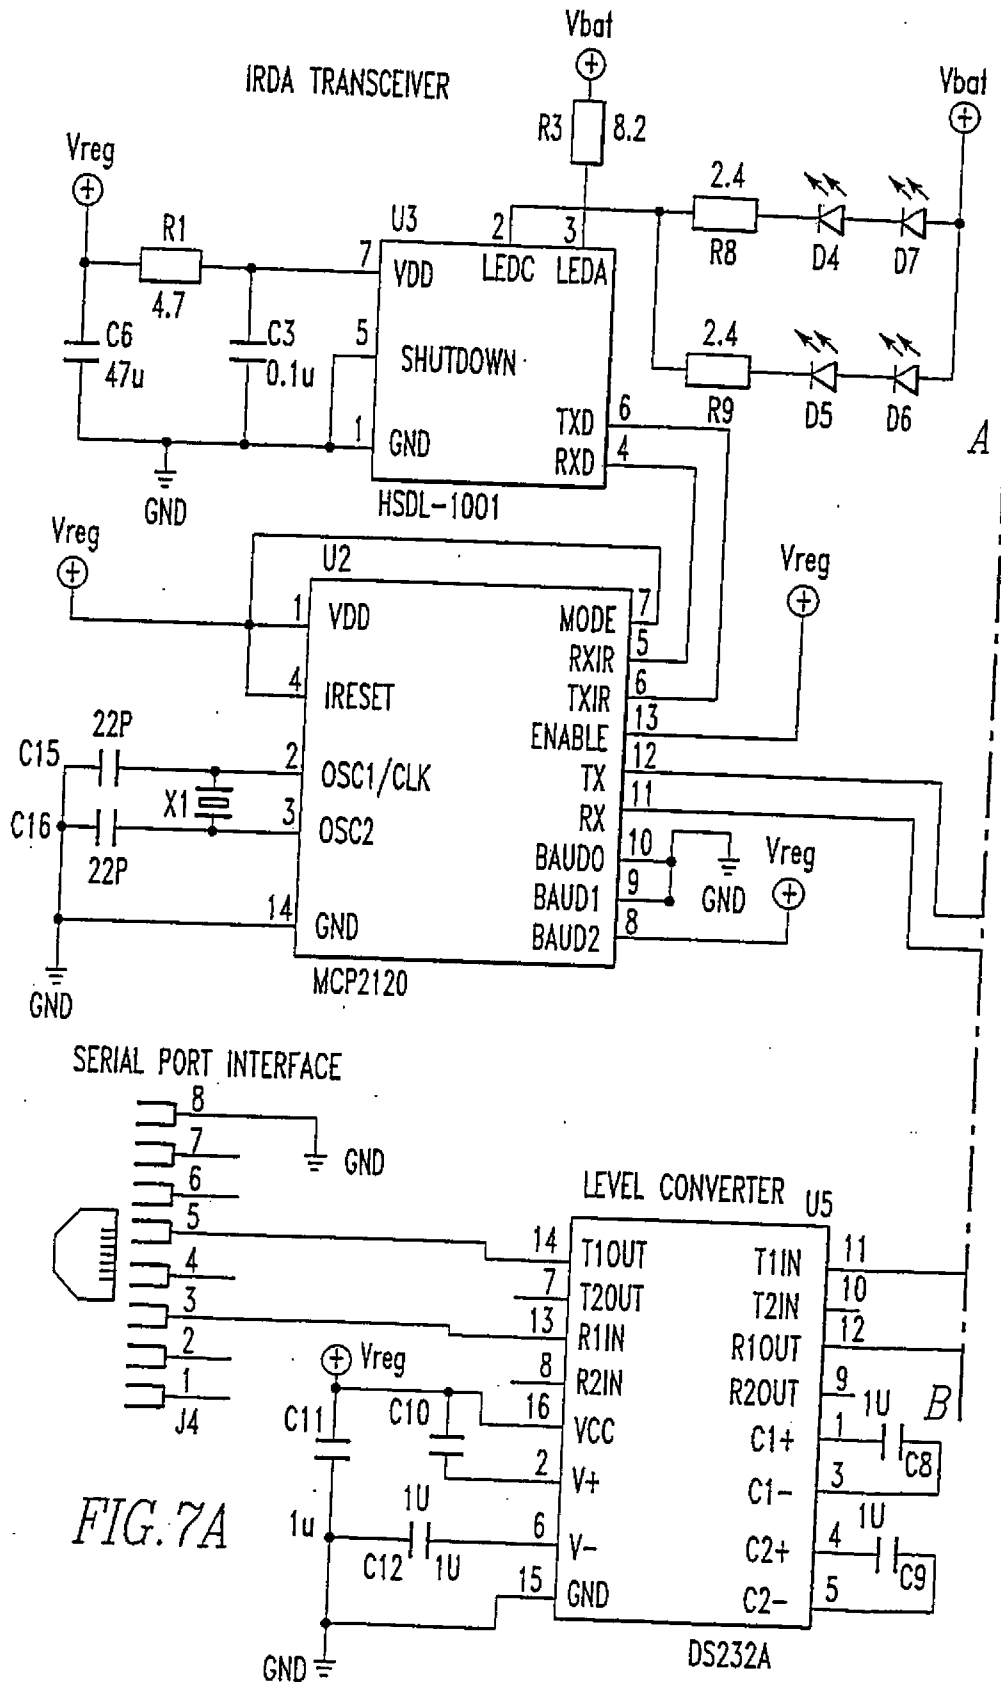 Vbat
IRDA TRANSCEIVER
Vbat
R3 8.2
Vreg
2.4
R1
U3
2 3
R8 D4 D7
7 VDD LEDC LEDA
4.7
C6
47u
C3
0.1u
5 SHUTDOWN
2.4
R9 D5 D6
TXD 6
1 GND
RXD 4
A
GND
HSDL-1001
Vreg
U2
Vreg
1 VDD
MODE 7
RXIR 5
4 IRESET
TXIR 6
ENABLE 13
22P
C15
2 OSC1/CLK
TX 12
X1
RX 11
C16
3 OSC2
22P
BAUD0 10
Vreg
BAUD1 9
GND
14 GND
BAUD2 8
GND
MCP2120
SERIAL PORT INTERFACE
8
GND
7
6
LEVEL CONVERTER U5
5
14 T1OUT
T1IN 11
4
7 T2OUT
T2IN 10
3
13 R1IN
R1OUT 12
2
Vreg
8 R2IN
R2OUT 9
1
J4
C11
C10
16 VCC
C1+ 1
1U
C8
B
2 V+
C1- 3
FIG.7A
1u
1U
C12
1U
6 V-
C2+ 4
1U
C9
15 GND
C2- 5
GND
DS232A